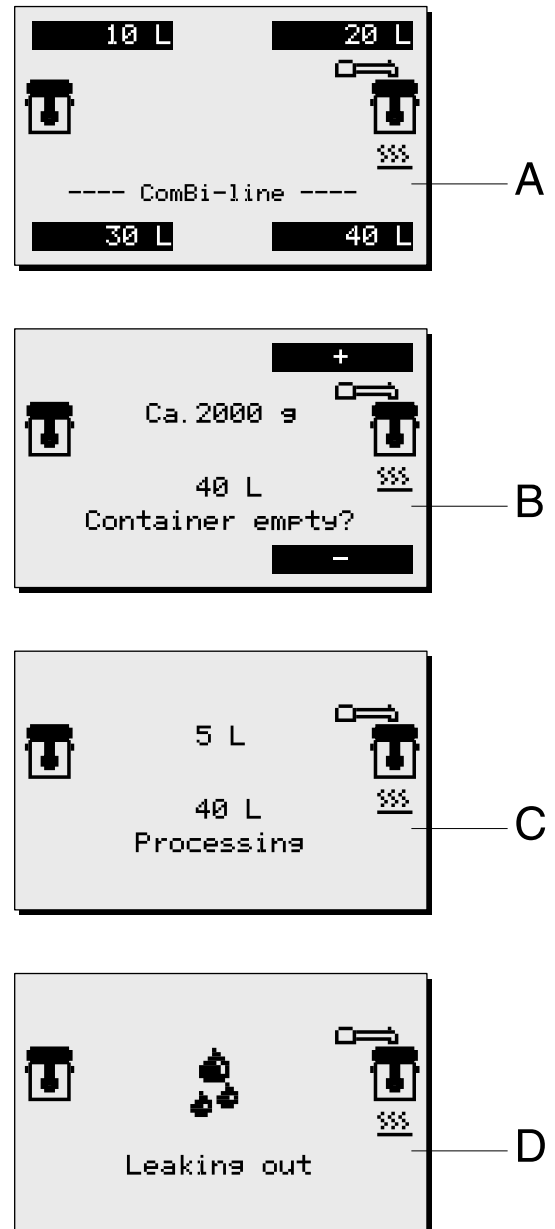 10 L 20 L
---- ComBi-line ----
A
30 L 40 L
+
Ca.2000 g
40 L
B
Container empty?
-
5 L
40 L
C
Processing
D
Leaking out